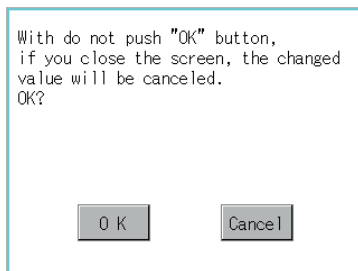 With do not push "OK" button,
if you close the screen, the changed
value will be canceled.
OK?
O K
Cancel